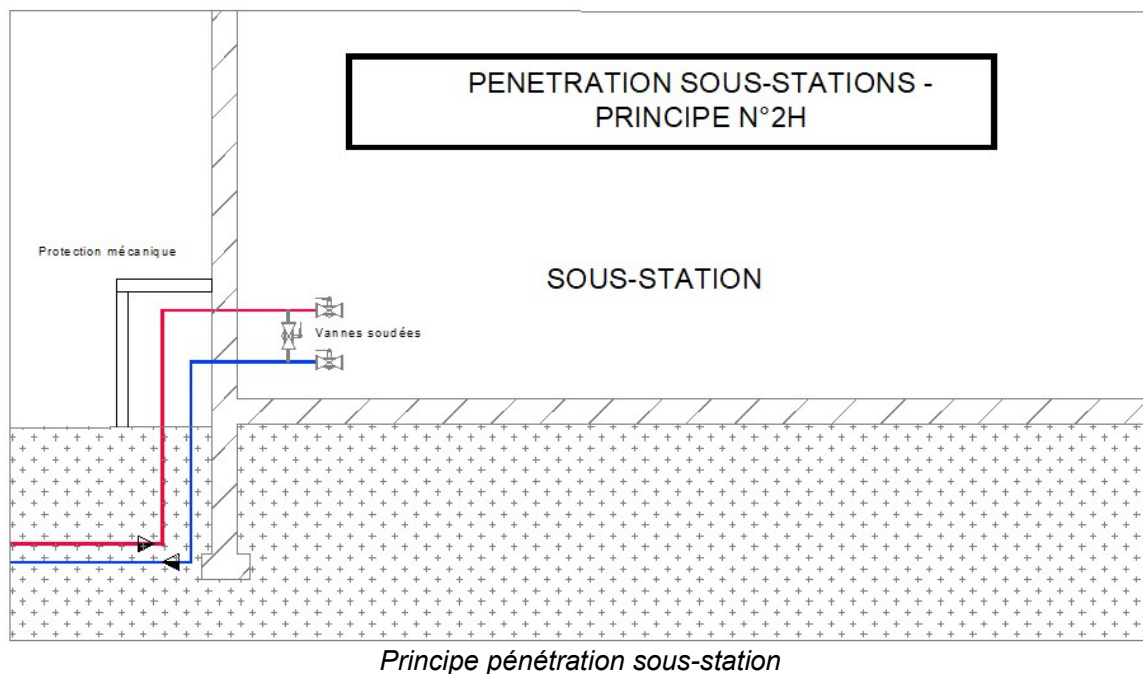 PENETRATION SOUS-STATIONS -
PRINCIPE N°2H
Protection mécanique
SOUS-STATION
Vannes soudées
Principe pénétration sous-station